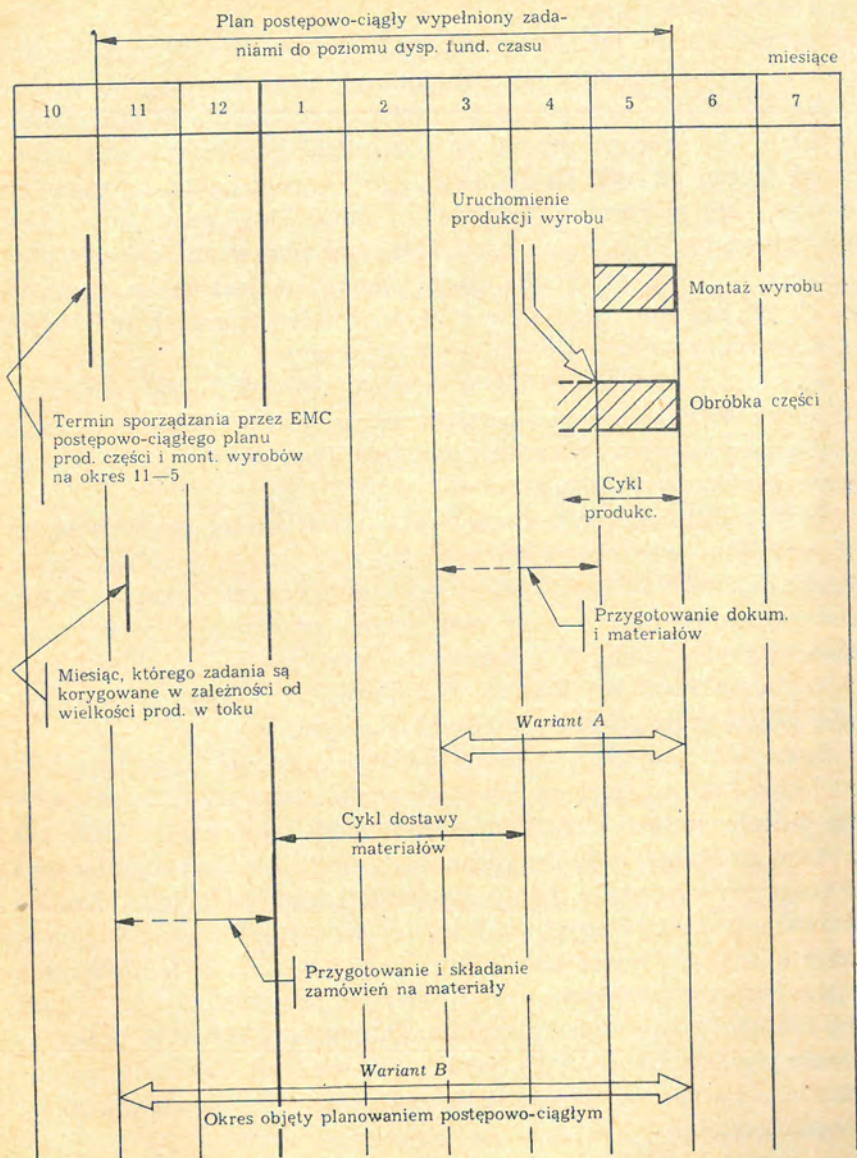 Plan postępowo-ciągły wypełniony zada-
niámi do poziomu dysp. fund. czasu
miesiące
10 11 12 1 2 3 4 5 6 7
Uruchomienie
produkcji wyrobu
Montaż wyrobu
Obróbka części
Termin sporządzania przez EMC
postępowo-ciągłego planu
prod. części i mont. wyrobów
na okres 11—5
Cykl
produkc.
Przygotowanie dokum.
i materiałów
Miesiąc, którego zadania są
korygowane w zależności od
wielkości prod. w toku
Wariant A
Cykl dostawy
materiałów
Przygotowanie i składanie
zamówień na materiały
Wariant B
Okres objęty planowaniem postępowo-ciągłym